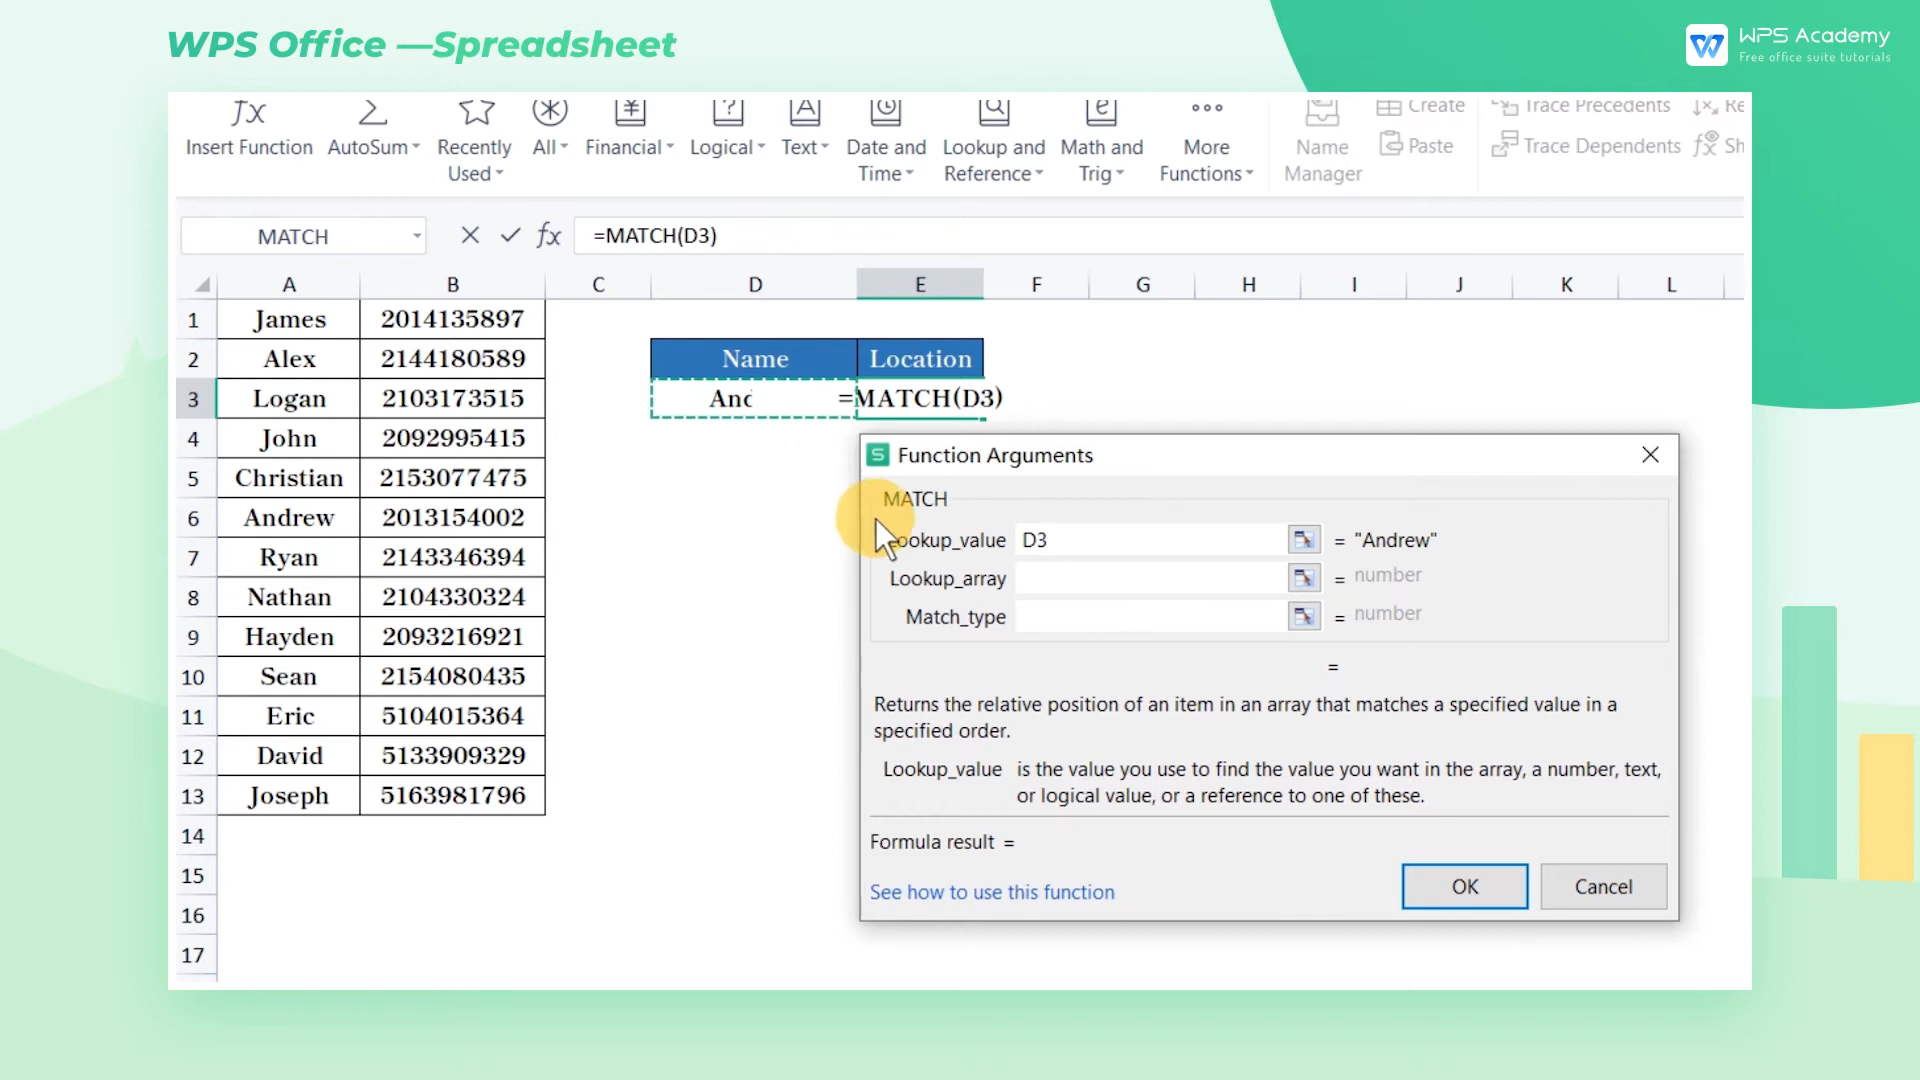 WPS Office —Spreadsheet
WPS Academy
Free office suite tutorials
Insert Function
AutoSum
Recently Used
All
Financial
Logical
Text
Date and Time
Lookup and Reference
Math and Trig
More Functions
Name Manager
Create
Paste
Trace Precedents
Trace Dependents
MATCH
fx
=MATCH(D3)
A B C D E F G H I J K L
1 James 2014135897
2 Alex 2144180589 Name Location
3 Logan 2103173515 =MATCH(D3)
4 John 2092995415
5 Christian 2153077475
6 Andrew 2013154002
7 Ryan 2143346394
8 Nathan 2104330324
9 Hayden 2093216921
10 Sean 2154080435
11 Eric 5104015364
12 David 5133909329
13 Joseph 5163981796
14
15
16
17
S Function Arguments
MATCH
Lookup_value D3 = "Andrew"
Lookup_array = number
Match_type = number
=
Returns the relative position of an item in an array that matches a specified value in a
specified order.
Lookup_value is the value you use to find the value you want in the array, a number, text,
or logical value, or a reference to one of these.
Formula result =
See how to use this function
OK
Cancel